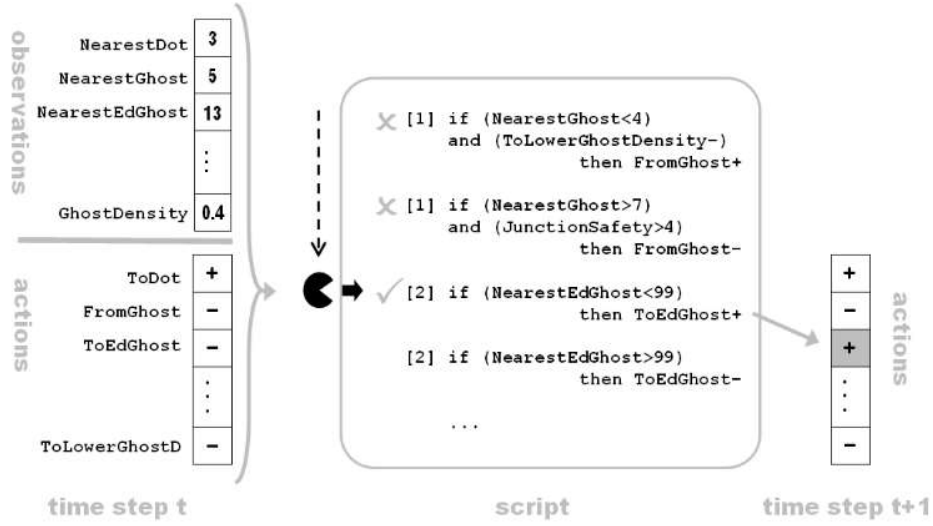 observations
NearestDot 3
NearestGhost 5
NearestEdGhost 13
GhostDensity 0.4
actions
ToDot +
FromGhost −
ToEdGhost −
ToLowerGhostD −
time step t
[1] if (NearestGhost<4)
and (ToLowerGhostDensity-)
then FromGhost+
[1] if (NearestGhost>7)
and (JunctionSafety>4)
then FromGhost-
[2] if (NearestEdGhost<99)
then ToEdGhost+
[2] if (NearestEdGhost>99)
then ToEdGhost-
...
script
+
−
+
−
actions
time step t+1